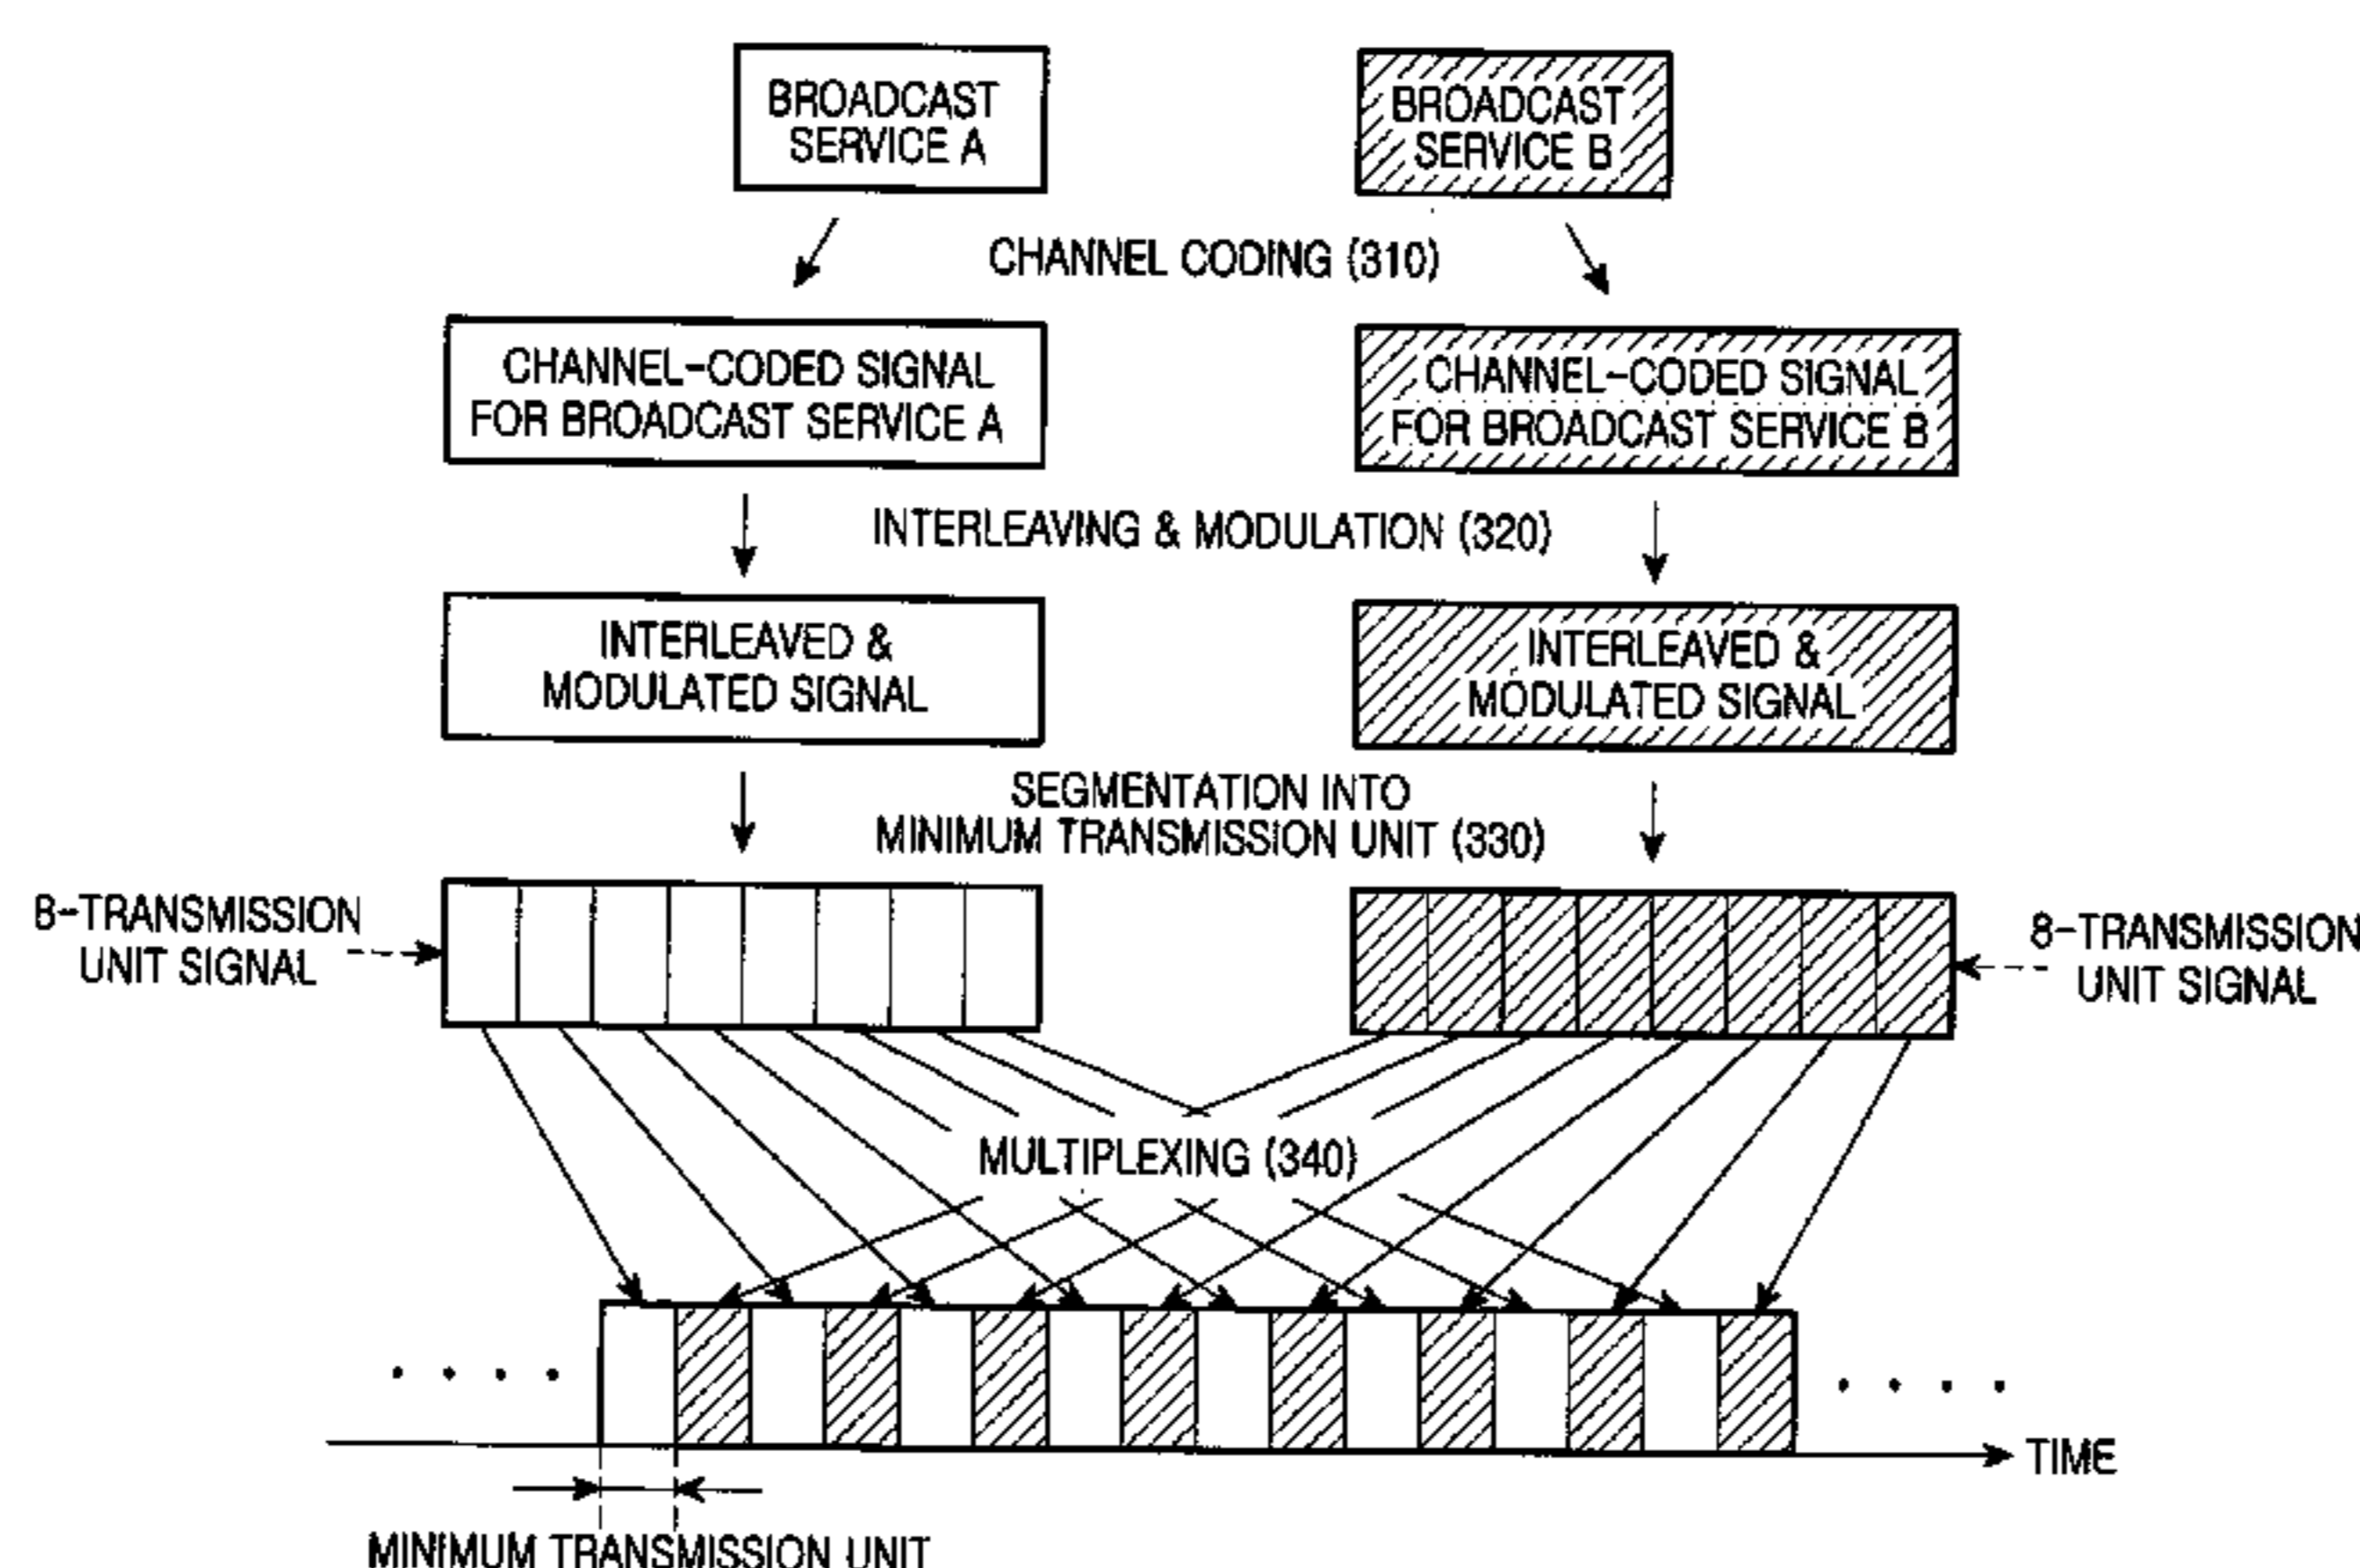 BROADCAST
SERVICE A
BROADCAST
SERVICE B
CHANNEL CODING (310)
CHANNEL-CODED SIGNAL
FOR BROADCAST SERVICE A
CHANNEL-CODED SIGNAL
FOR BROADCAST SERVICE B
INTERLEAVING & MODULATION (320)
INTERLEAVED &
MODULATED SIGNAL
INTERLEAVED &
MODULATED SIGNAL
SEGMENTATION INTO
MINIMUM TRANSMISSION UNIT (330)
8-TRANSMISSION
UNIT SIGNAL
8-TRANSMISSION
UNIT SIGNAL
MULTIPLEXING (340)
TIME
MINIMUM TRANSMISSION UNIT